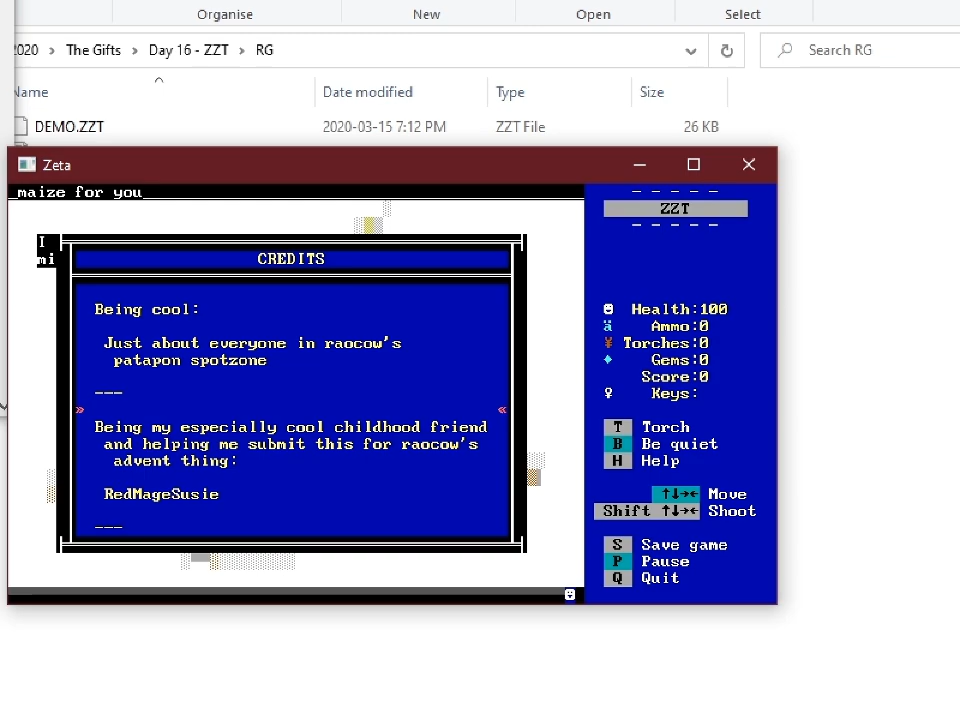 Organise New Open Select
2020 > The Gifts > Day 16 - ZZT > RG Search RG
Name Date modified Type Size
DEMO.ZZT 2020-03-15 7:12 PM ZZT File 26 KB
Zeta
maize for you
ZZT
I
mi
CREDITS
Being cool:
Just about everyone in raocow's
patapon spotzone
---
» «
Being my especially cool childhood friend
and helping me submit this for raocow's
advent thing:
RedMageSusie
---
Health:100
ä Ammo:0
¥ Torches:0
♦ Gems:0
Score:0
♀ Keys:
T Torch
B Be quiet
H Help
↑↓→← Move
Shift ↑↓→← Shoot
S Save game
P Pause
Q Quit